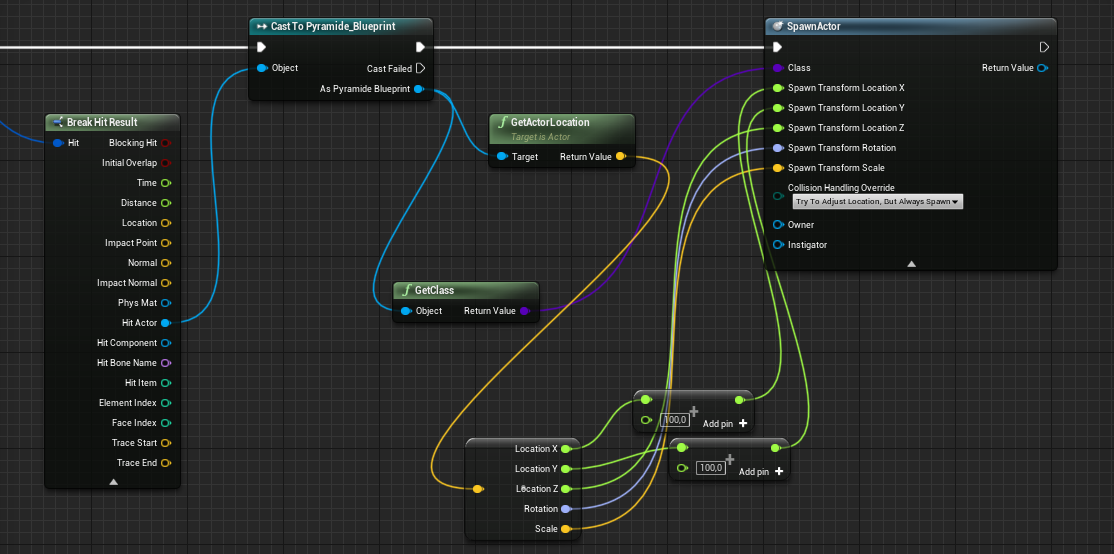 Cast To Pyramide_Blueprint
Object
Cast Failed
As Pyramide Blueprint
Break Hit Result
Hit
Blocking Hit
Initial Overlap
Time
Distance
Location
Impact Point
Normal
Impact Normal
Phys Mat
Hit Actor
Hit Component
Hit Bone Name
Hit Item
Element Index
Face Index
Trace Start
Trace End
f GetActorLocation
Target is Actor
Target
Return Value
f GetClass
Object
Return Value
SpawnActor
Class
Return Value
Spawn Transform Location X
Spawn Transform Location Y
Spawn Transform Location Z
Spawn Transform Rotation
Spawn Transform Scale
Collision Handling Override
Try To Adjust Location, But Always Spawn
Owner
Instigator
Location X
Location Y
Location Z
Rotation
Scale
+
100,0
Add pin +
+
100,0
Add pin +